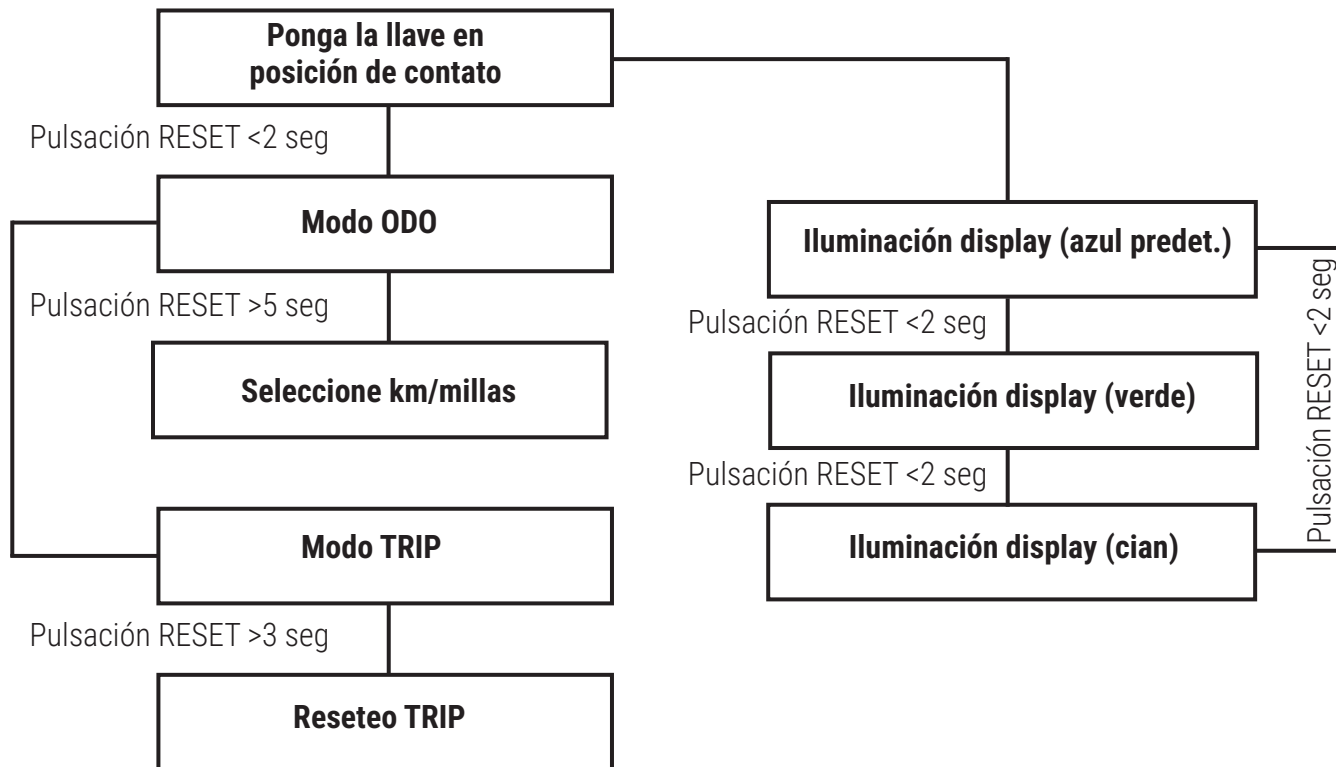 Ponga la llave en
posición de contato
Pulsación RESET <2 seg
Modo ODO
Pulsación RESET >5 seg
Seleccione km/millas
Modo TRIP
Pulsación RESET >3 seg
Reseteo TRIP
Iluminación display (azul predet.)
Pulsación RESET <2 seg
Iluminación display (verde)
Pulsación RESET <2 seg
Iluminación display (cian)
Pulsación RESET <2 seg